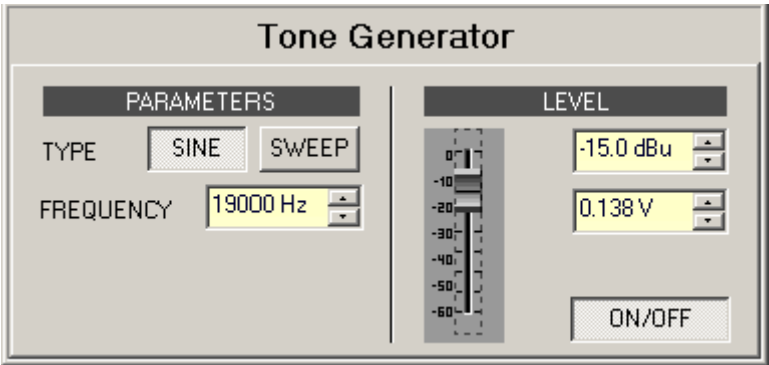 Tone Generator
PARAMETERS
TYPE SINE SWEEP
FREQUENCY 19000 Hz
LEVEL
0
-10
-20
-30
-40
-50
-60
-15.0 dBu
0.138 V
ON/OFF